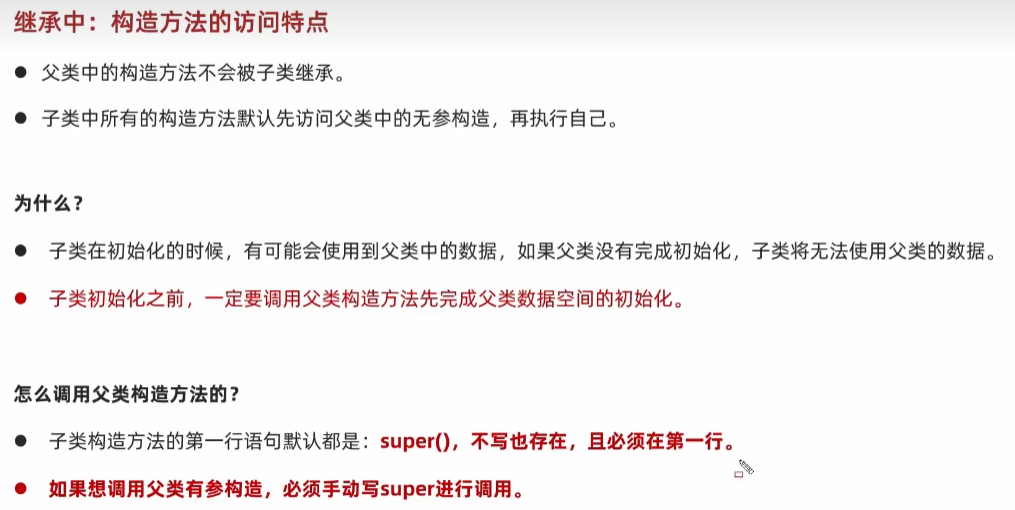 继承中：构造方法的访问特点
● 父类中的构造方法不会被子类继承。
● 子类中所有的构造方法默认先访问父类中的无参构造，再执行自己。
为什么？
● 子类在初始化的时候，有可能会使用到父类中的数据，如果父类没有完成初始化，子类将无法使用父类的数据。
● 子类初始化之前，一定要调用父类构造方法先完成父类数据空间的初始化。
怎么调用父类构造方法的？
● 子类构造方法的第一行语句默认都是：super()，不写也存在，且必须在第一行。
● 如果想调用父类有参构造，必须手动写super进行调用。